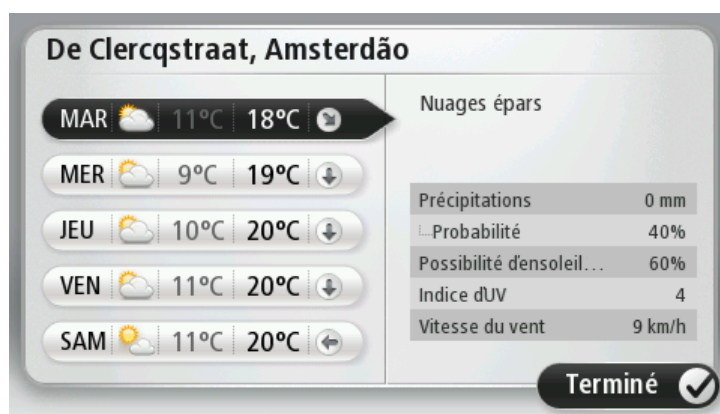 De Clercqstraat, Amsterdão
MAR 11°C 18°C
MER 9°C 19°C
JEU 10°C 20°C
VEN 11°C 20°C
SAM 11°C 20°C
Nuages épars
Précipitations 0 mm
Probabilité 40%
Possibilité d'ensoleil... 60%
Indice d'UV 4
Vitesse du vent 9 km/h
Terminé